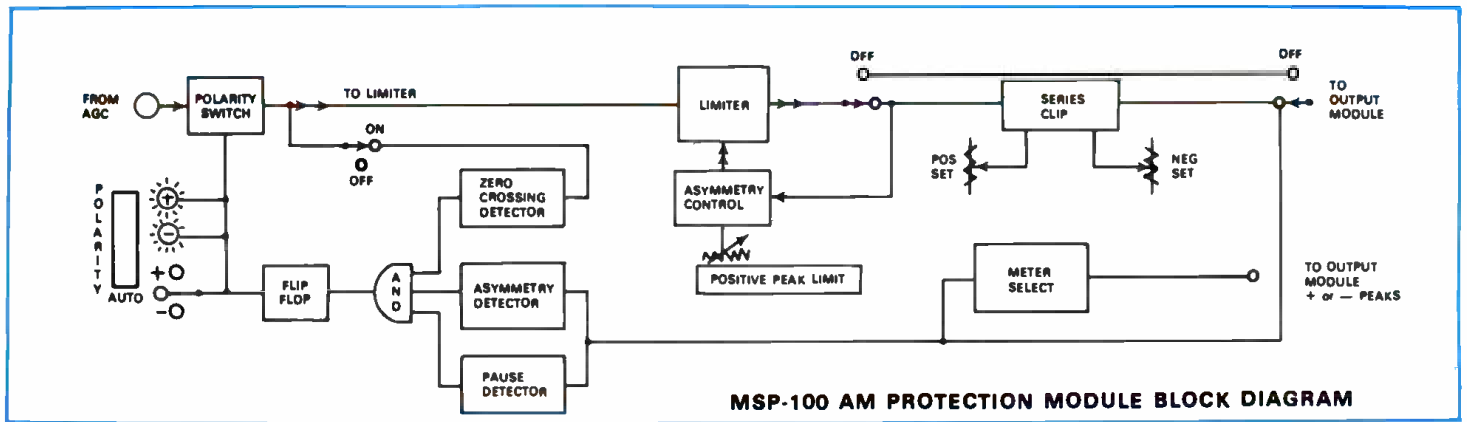 FROM
AGC
POLARITY
SWITCH
TO LIMITER
ON
OFF
LIMITER
OFF
SERIES
CLIP
OFF
TO
OUTPUT
MODULE
POS
SET
NEG
SET
ZERO
CROSSING
DETECTOR
ASYMMETRY
CONTROL
POSITIVE PEAK LIMIT
POLARITY
+
−
+
AUTO
−
FLIP
FLOP
AND
ASYMMETRY
DETECTOR
PAUSE
DETECTOR
METER
SELECT
TO OUTPUT
MODULE
+ or − PEAKS
MSP-100 AM PROTECTION MODULE BLOCK DIAGRAM